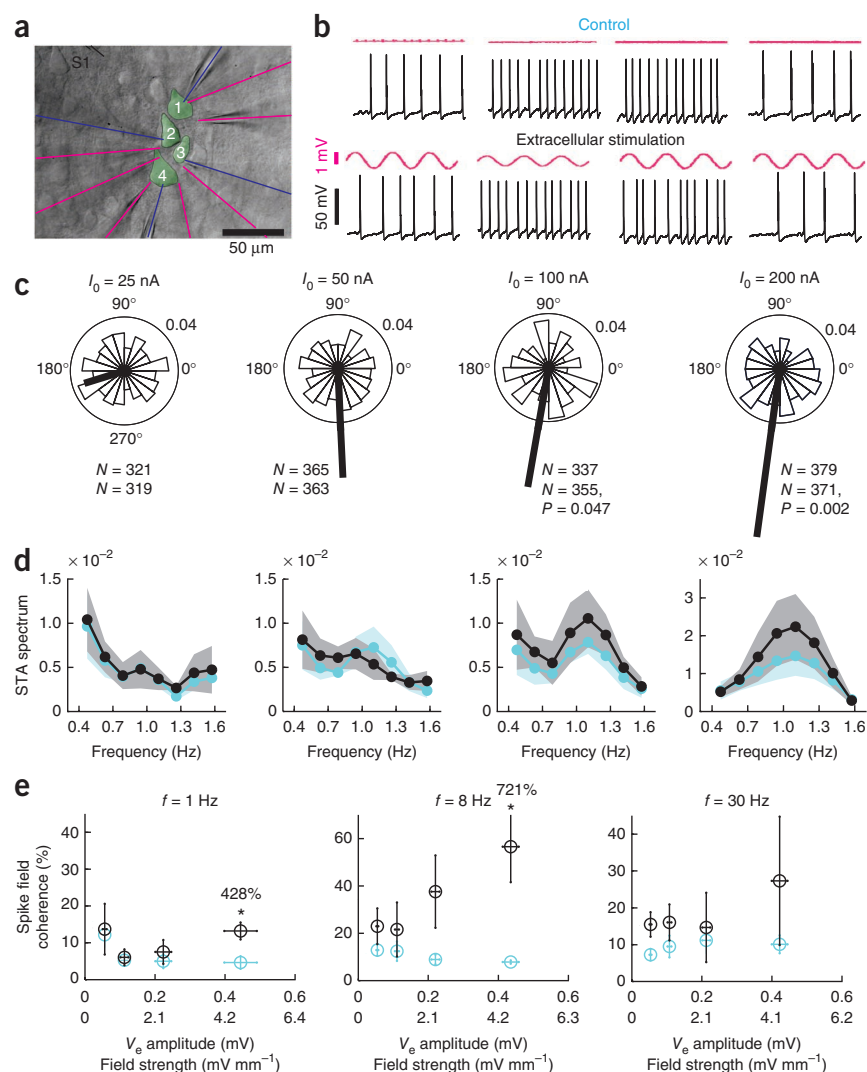 a
S1
1
2
3
4
50 μm
b
Control
Extracellular stimulation
1 mV
50 mV
c
I0 = 25 nA
I0 = 50 nA
I0 = 100 nA
I0 = 200 nA
90°
0.04
180°
0°
270°
90°
0.04
180°
0°
90°
0.04
180°
0°
90°
0.04
180°
0°
N = 321
N = 319
N = 365
N = 363
N = 337
N = 355,
P = 0.047
N = 379
N = 371,
P = 0.002
d
STA spectrum
× 10−2
1.5
1.0
0.5
0
0.4 0.7 1.0 1.3 1.6
Frequency (Hz)
× 10−2
1.5
1.0
0.5
0
0.4 0.7 1.0 1.3 1.6
Frequency (Hz)
× 10−2
1.5
1.0
0.5
0
0.4 0.7 1.0 1.3 1.6
Frequency (Hz)
× 10−2
3
2
1
0
0.4 0.7 1.0 1.3 1.6
Frequency (Hz)
e
Spike field
coherence (%)
f = 1 Hz
40
30
20
10
0
428%
*
0 0.2 0.4 0.6
0 2.1 4.2 6.4
Ve amplitude (mV)
Field strength (mV mm−1)
f = 8 Hz
721%
*
60
40
20
0
0 0.2 0.4 0.6
0 2.1 4.2 6.3
Ve amplitude (mV)
Field strength (mV mm−1)
f = 30 Hz
40
30
20
10
0
0 0.2 0.4 0.6
0 2.1 4.1 6.2
Ve amplitude (mV)
Field strength (mV mm−1)